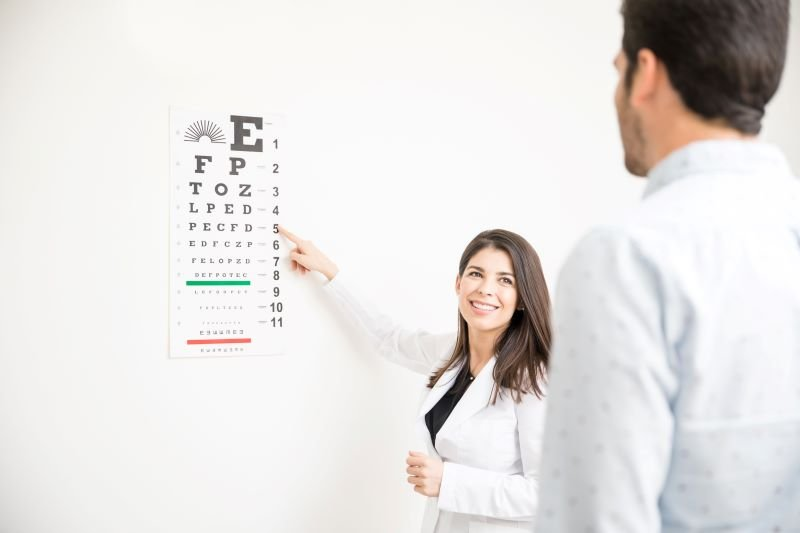 E 1
F P 2
T O Z 3
L P E D 4
P E C F D 5
E D F C Z P 6
F E L O P Z D 7
D E F P O T E C 8
9
10
11